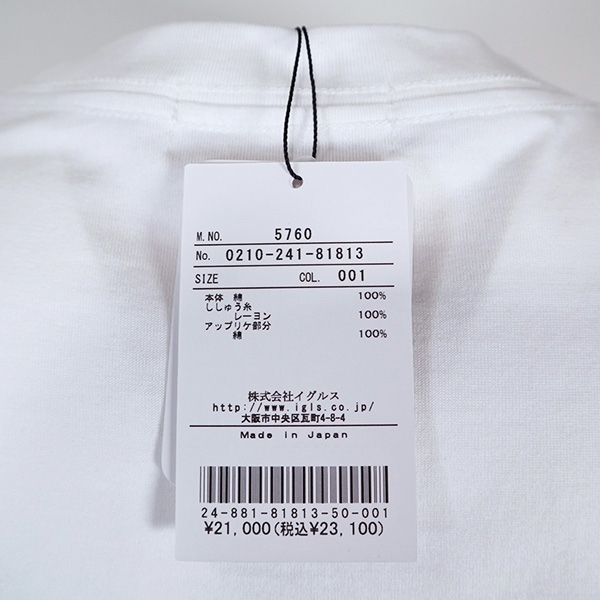 M.NO. 5760
No. 0210-241-81813
SIZE COL. 001
本体 綿 100%
ししゅう糸
レーヨン 100%
アップリケ部分
綿 100%
株式会社イグルス
http://www.igls.co.jp/
大阪市中央区瓦町4-8-4
Made in Japan
24-881-81813-50-001
¥21,000(税込¥23,100)